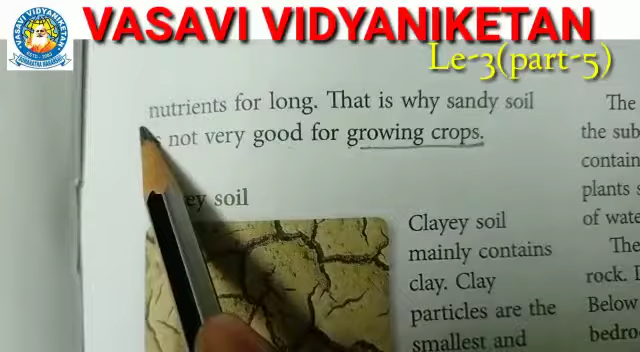 VASAVI VIDYANIKETAN
Le-3(part-5)
nutrients for long. That is why sandy soil
not very good for growing crops.
soil
Clayey soil
mainly contains
clay. Clay
particles are the
smallest and
The
the sub
contain
plants s
of wate
The
rock. I
Below
bedro